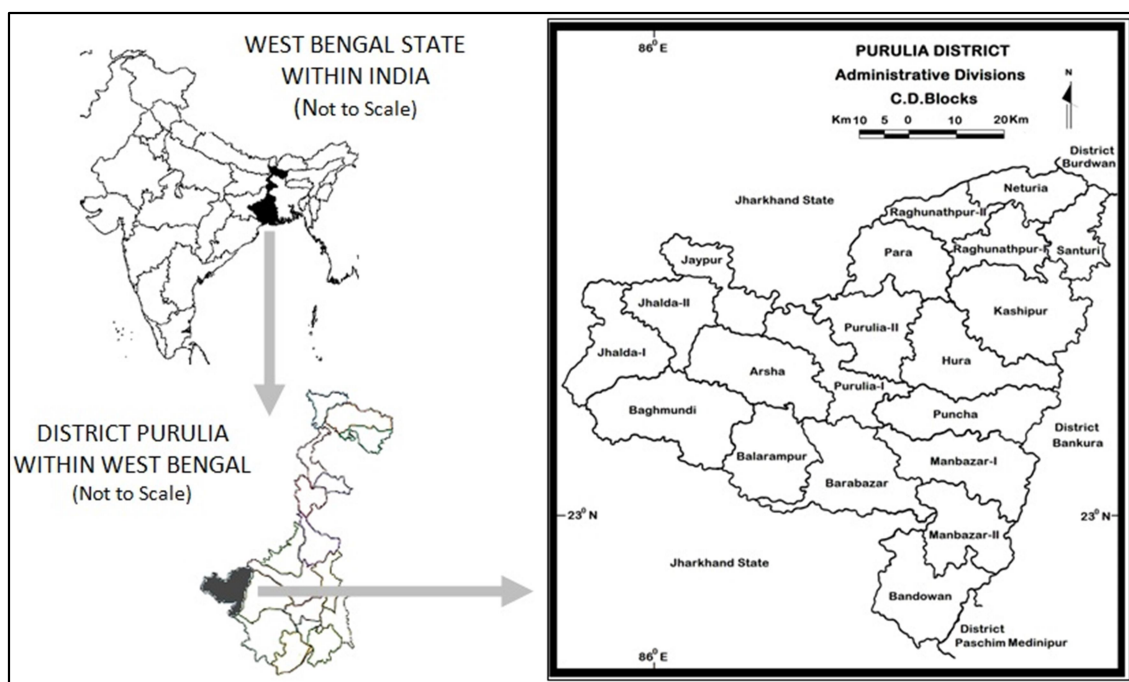 WEST BENGAL STATE
WITHIN INDIA
(Not to Scale)
DISTRICT PURULIA
WITHIN WEST BENGAL
(Not to Scale)
86° E
PURULIA DISTRICT
Administrative Divisions
C.D.Blocks
N
Km 10 5 0 10 20 Km
District
Burdwan
Jharkhand State
Neturia
Raghunathpur-II
Para
Raghunathpur-I
Santuri
Jaypur
Jhalda-II
Purulia-II
Kashipur
Jhalda-I
Arsha
Hura
Purulia-I
Baghmundi
Puncha
District
Bankura
Balarampur
Manbazar-I
Barabazar
23° N
23° N
Manbazar-II
Jharkhand State
Bandowan
District
Paschim Medinipur
86° E